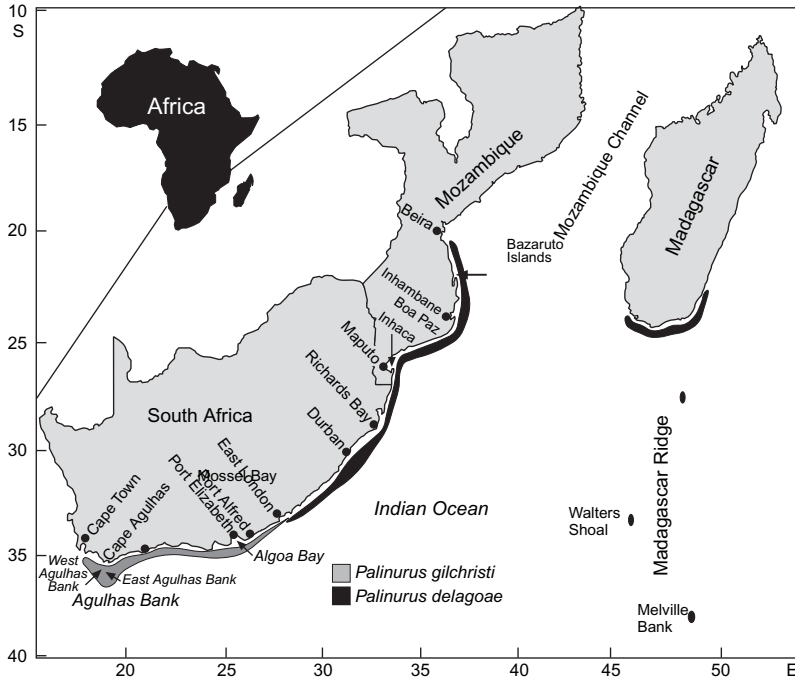 10
S
15
20
25
30
35
40
20
25
30
35
40
45
50
E
Africa
Mozambique
Mozambique Channel
Madagascar
Beira
Bazaruto
Islands
Inhambane
Boa Paz
Inhaca
Maputo
Richards Bay
South Africa
Durban
East London
Mossel Bay
Port Alfred
Port Elizabeth
Cape Town
Cape Agulhas
Indian Ocean
Algoa Bay
West
Agulhas
Bank
East Agulhas Bank
Agulhas Bank
Palinurus gilchristi
Palinurus delagoae
Madagascar Ridge
Walters
Shoal
Melville
Bank